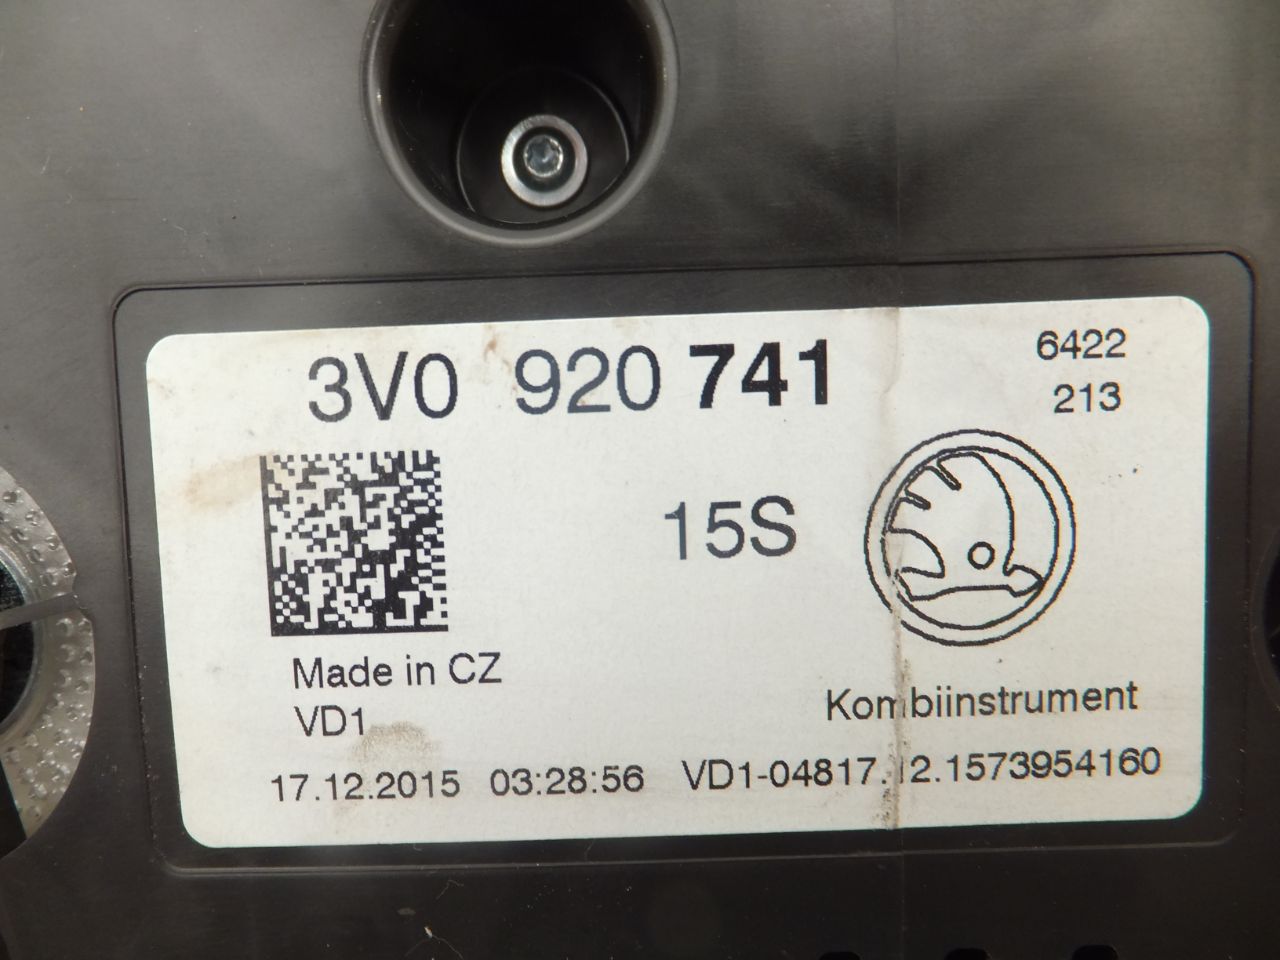 3V0 920 741
6422
213
15S
Made in CZ
VD1
Kombiinstrument
17.12.2015 03:28:56 VD1-04817.12.1573954160